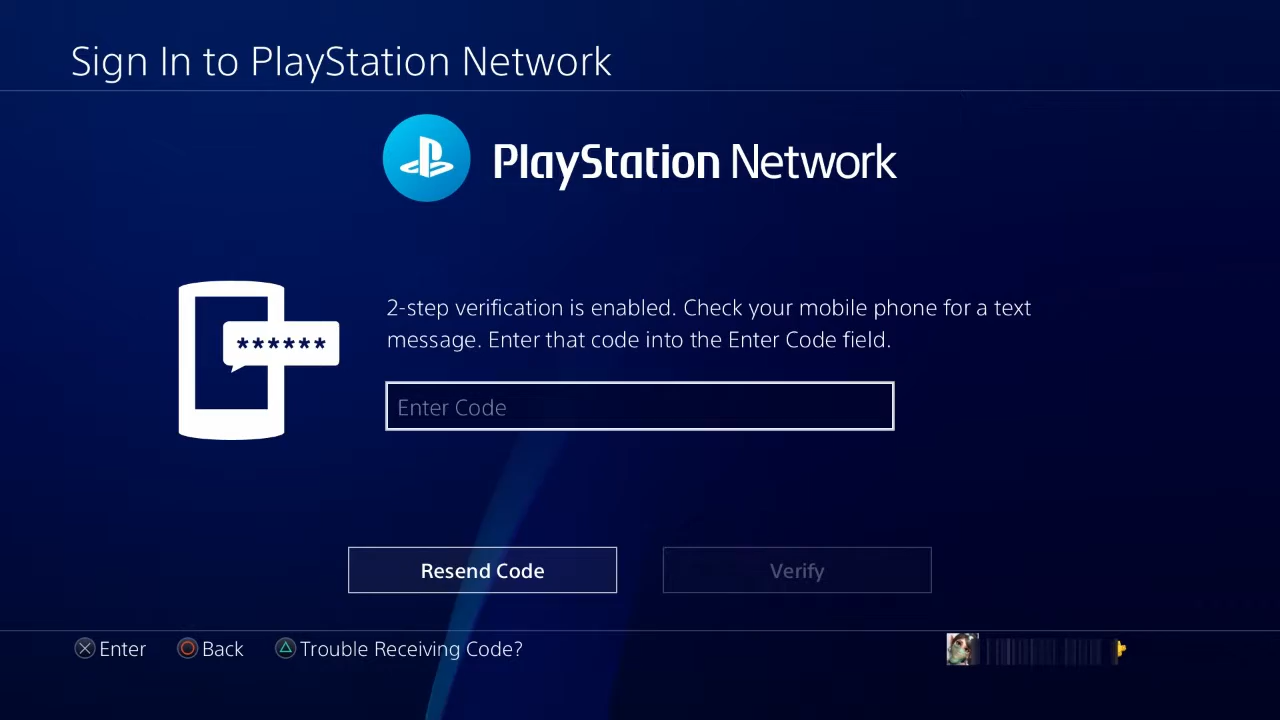 Sign In to PlayStation Network
PlayStation Network
2-step verification is enabled. Check your mobile phone for a text
message. Enter that code into the Enter Code field.
******
Enter Code
Resend Code
Verify
Enter
Back
Trouble Receiving Code?